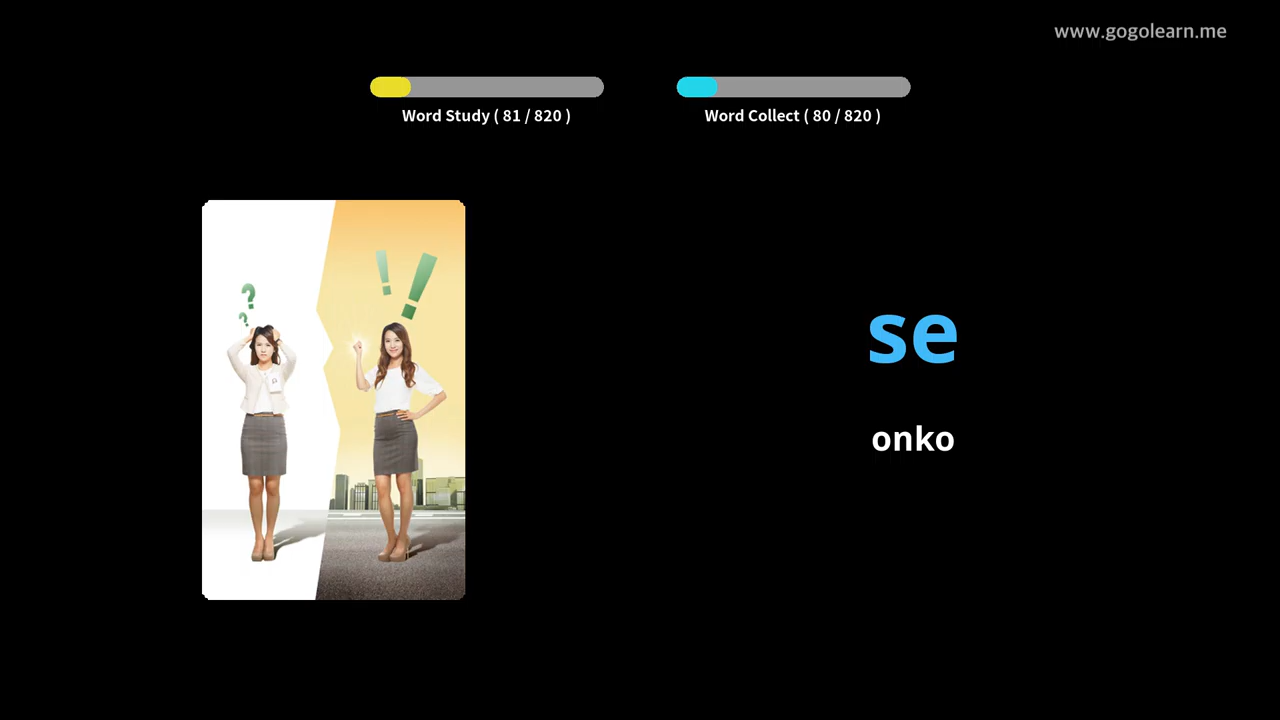 www.gogolearn.me
Word Study ( 81 / 820 )
Word Collect ( 80 / 820 )
? ?
! !
se
onko